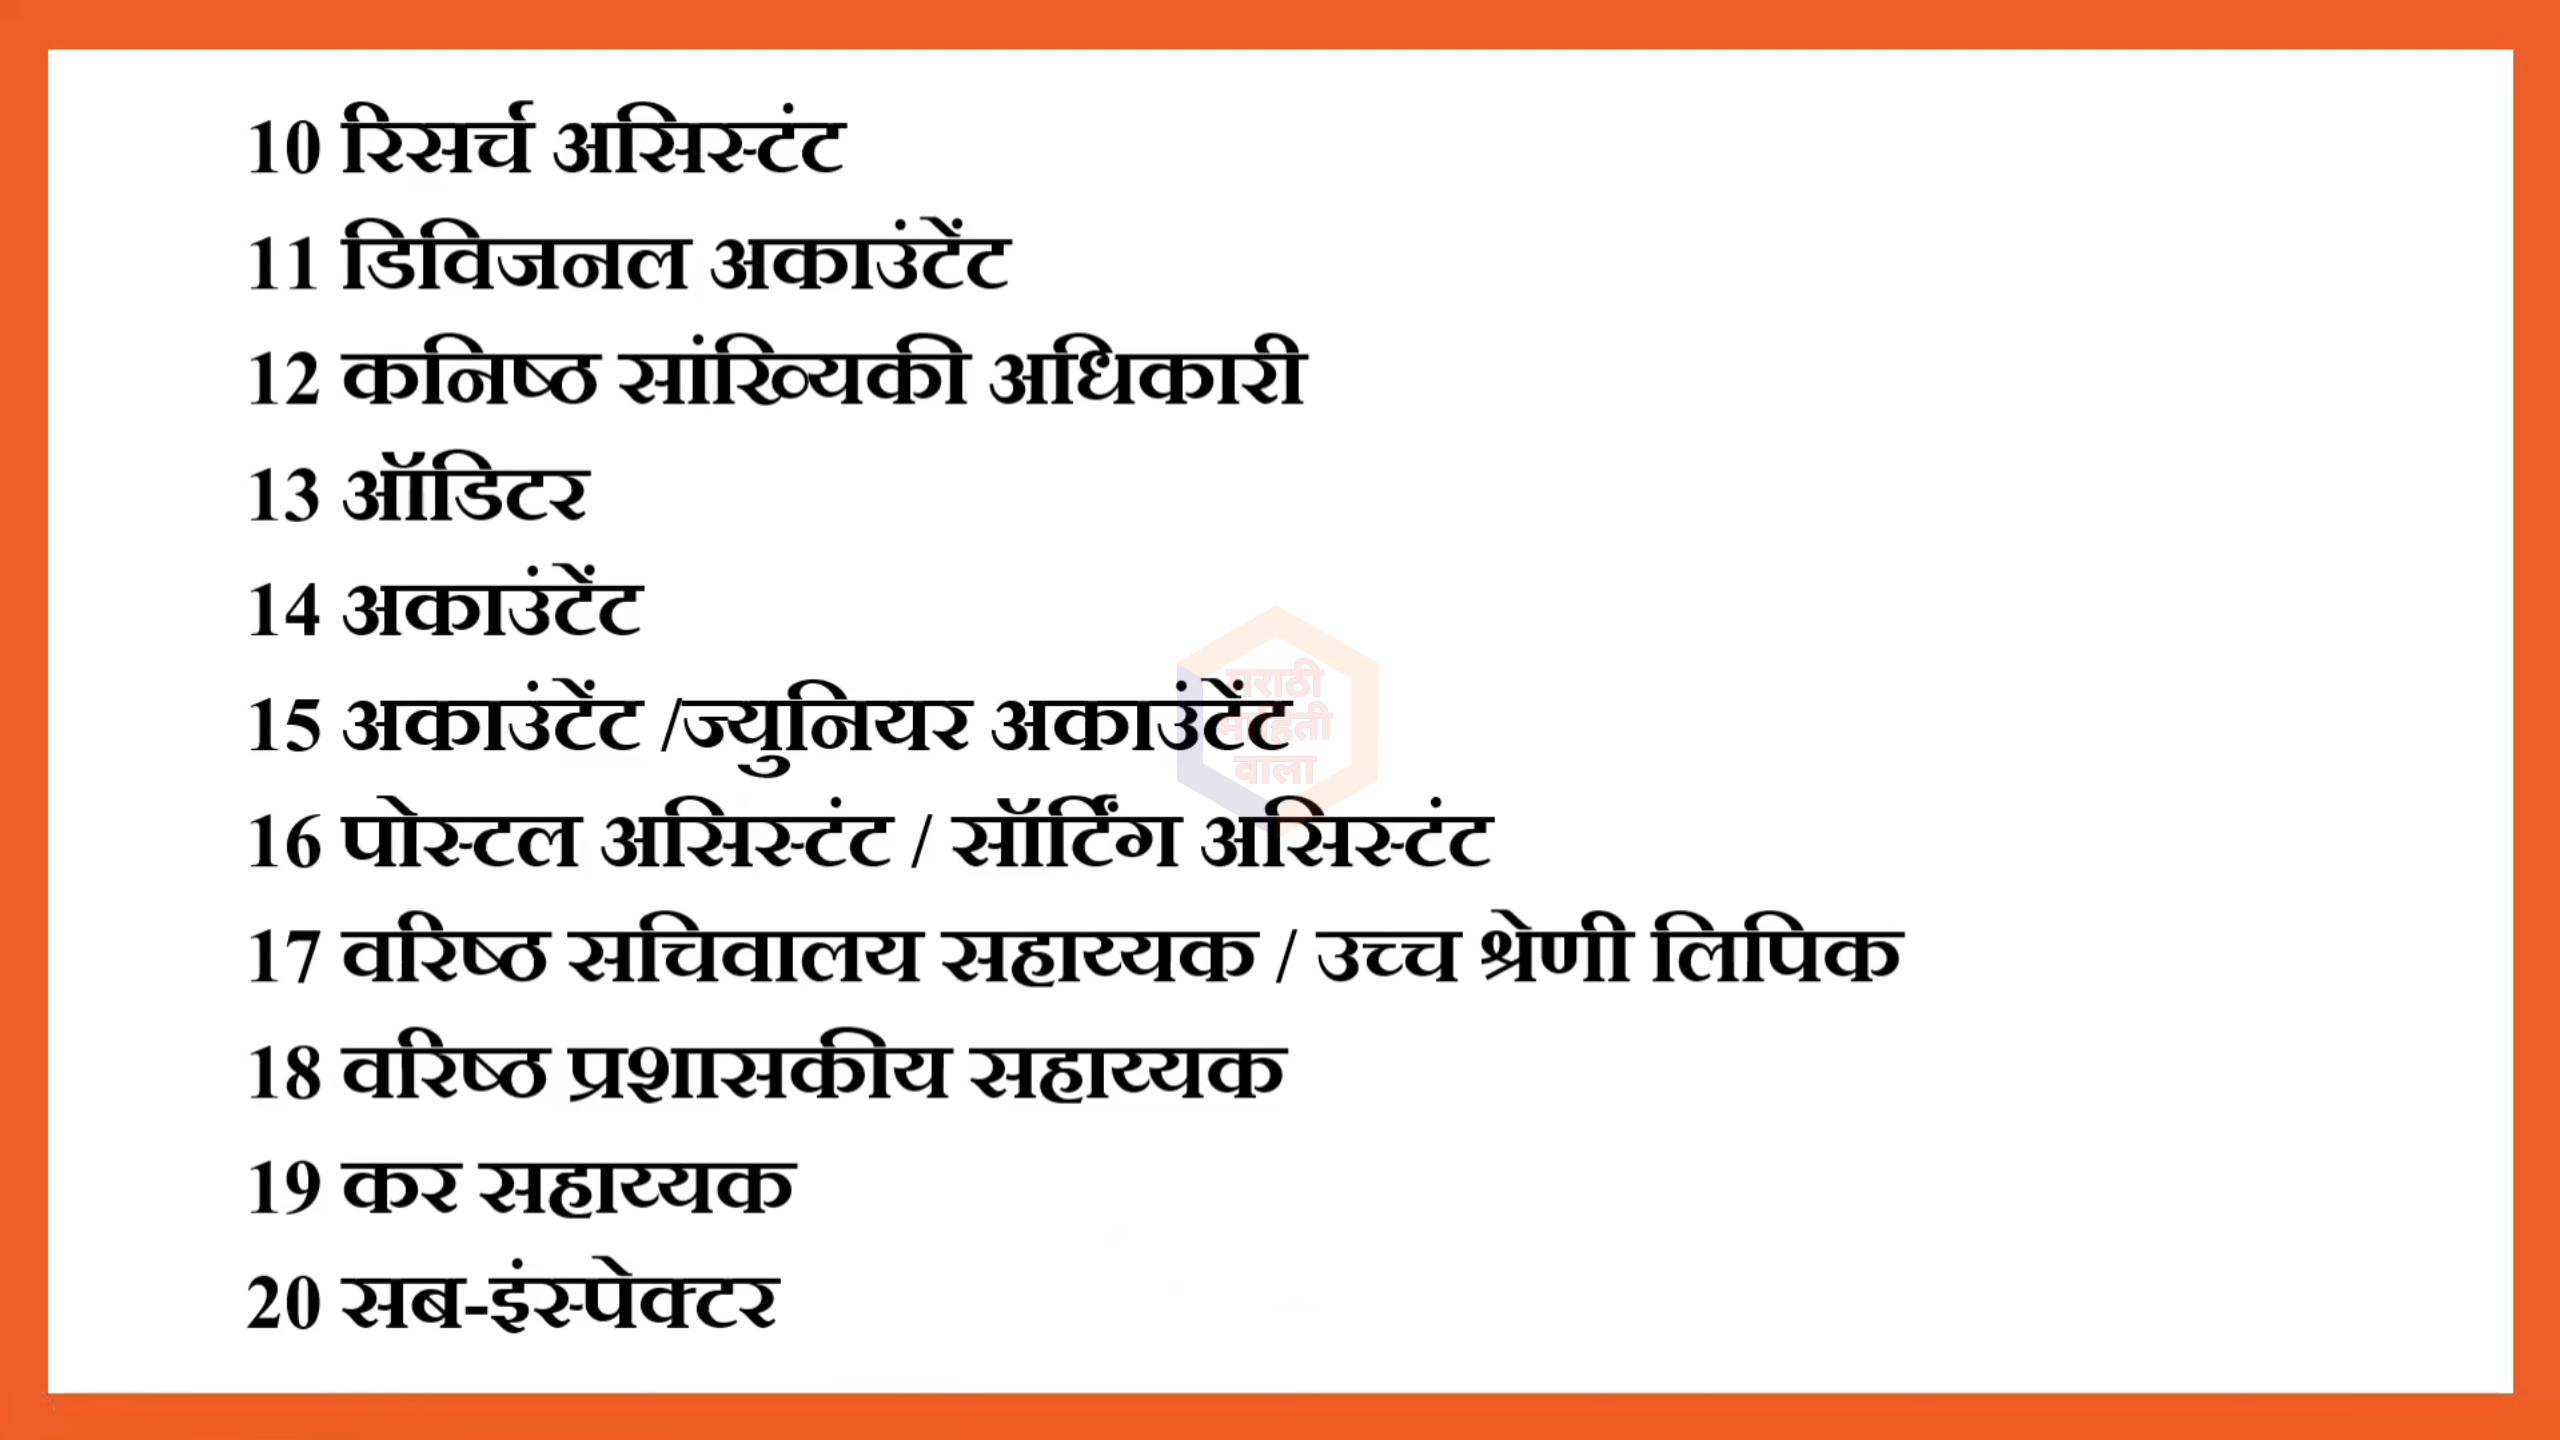 10 रिसर्च असिस्टंट
11 डिविजनल अकाउंटेंट
12 कनिष्ठ सांख्यिकी अधिकारी
13 ऑडिटर
14 अकाउंटेंट
15 अकाउंटेंट /ज्युनियर अकाउंटेंट
मराठी
माहिती
वाला
16 पोस्टल असिस्टंट / सॉर्टिंग असिस्टंट
17 वरिष्ठ सचिवालय सहाय्यक / उच्च श्रेणी लिपिक
18 वरिष्ठ प्रशासकीय सहाय्यक
19 कर सहाय्यक
20 सब-इंस्पेक्टर